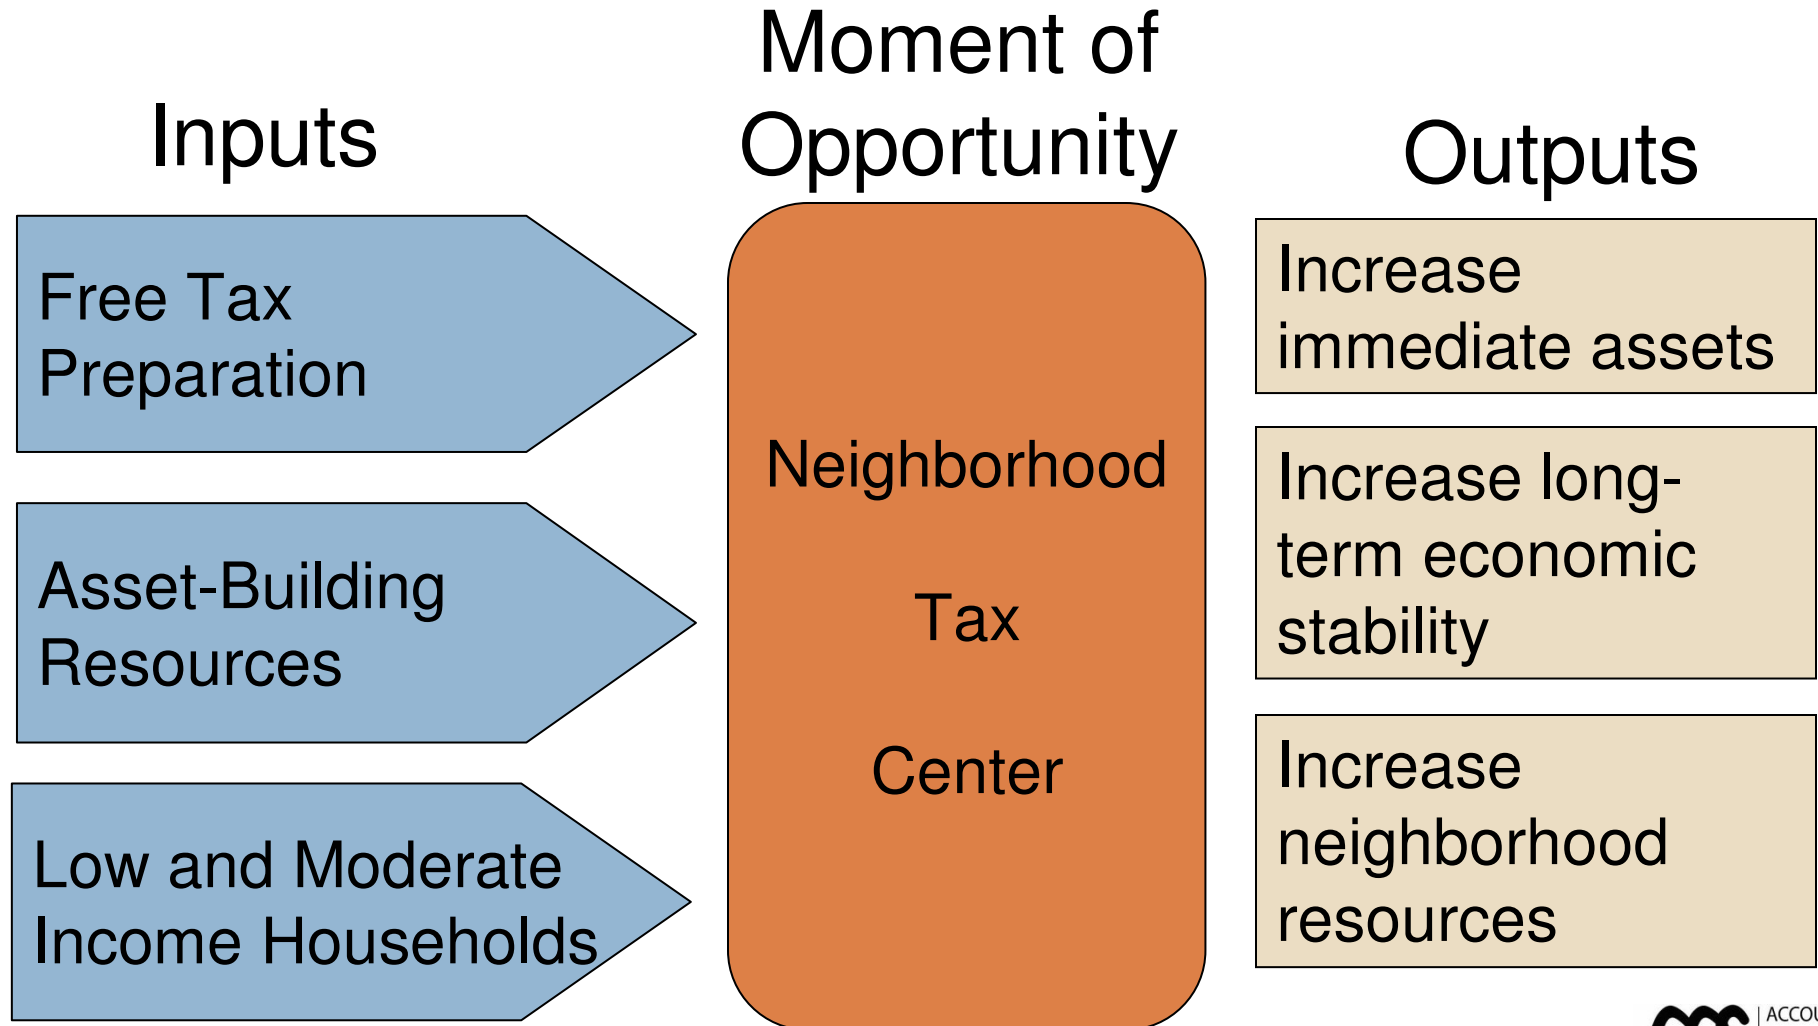 Moment of
Opportunity
Inputs
Outputs
Free Tax
Preparation
Asset-Building
Resources
Low and Moderate
Income Households
Neighborhood
Tax
Center
Increase
immediate assets
Increase long-
term economic
stability
Increase
neighborhood
resources